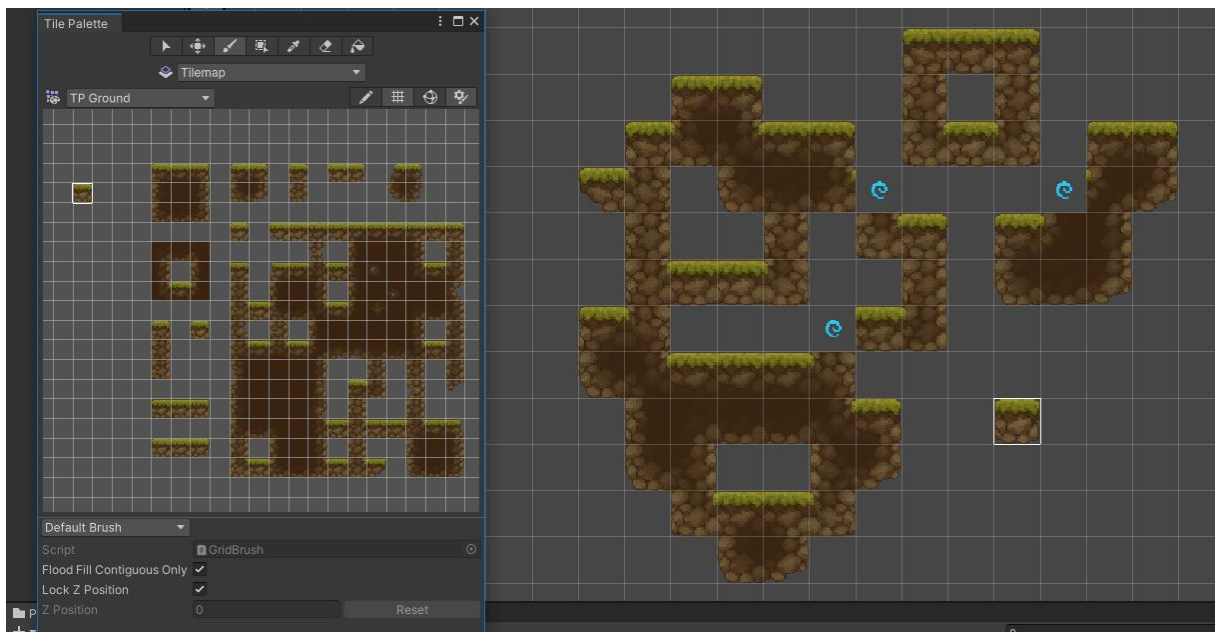 Tile Palette
Tilemap
TP Ground
Default Brush
Script
GridBrush
Flood Fill Contiguous Only
Lock Z Position
Z Position
0
Reset
P